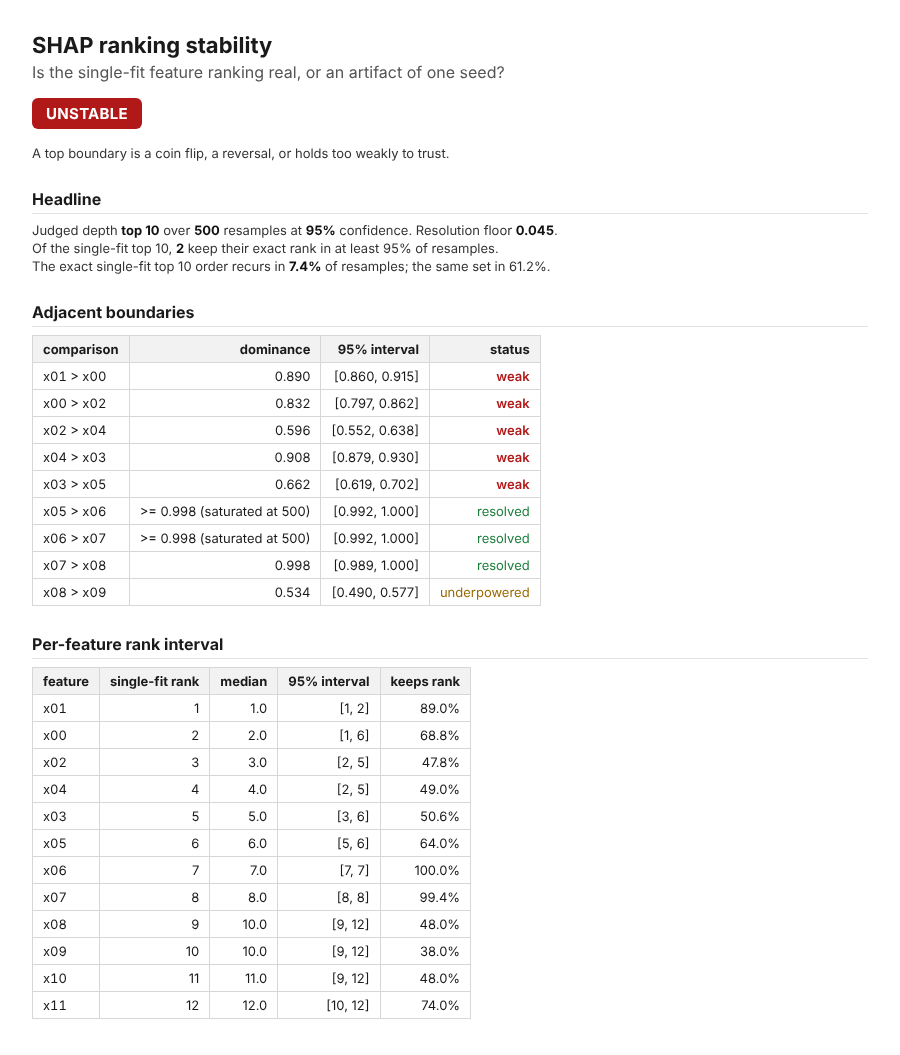 SHAP ranking stability
Is the single-fit feature ranking real, or an artifact of one seed?
UNSTABLE
A top boundary is a coin flip, a reversal, or holds too weakly to trust.
Headline
Judged depth top 10 over 500 resamples at 95% confidence. Resolution floor 0.045.
Of the single-fit top 10, 2 keep their exact rank in at least 95% of resamples.
The exact single-fit top 10 order recurs in 7.4% of resamples; the same set in 61.2%.
Adjacent boundaries
comparison dominance 95% interval status
x01 > x00 0.890 [0.860, 0.915] weak
x00 > x02 0.832 [0.797, 0.862] weak
x02 > x04 0.596 [0.552, 0.638] weak
x04 > x03 0.908 [0.879, 0.930] weak
x03 > x05 0.662 [0.619, 0.702] weak
x05 > x06 >= 0.998 (saturated at 500) [0.992, 1.000] resolved
x06 > x07 >= 0.998 (saturated at 500) [0.992, 1.000] resolved
x07 > x08 0.998 [0.989, 1.000] resolved
x08 > x09 0.534 [0.490, 0.577] underpowered
Per-feature rank interval
feature single-fit rank median 95% interval keeps rank
x01 1 1.0 [1, 2] 89.0%
x00 2 2.0 [1, 6] 68.8%
x02 3 3.0 [2, 5] 47.8%
x04 4 4.0 [2, 5] 49.0%
x03 5 5.0 [3, 6] 50.6%
x05 6 6.0 [5, 6] 64.0%
x06 7 7.0 [7, 7] 100.0%
x07 8 8.0 [8, 8] 99.4%
x08 9 10.0 [9, 12] 48.0%
x09 10 10.0 [9, 12] 38.0%
x10 11 11.0 [9, 12] 48.0%
x11 12 12.0 [10, 12] 74.0%